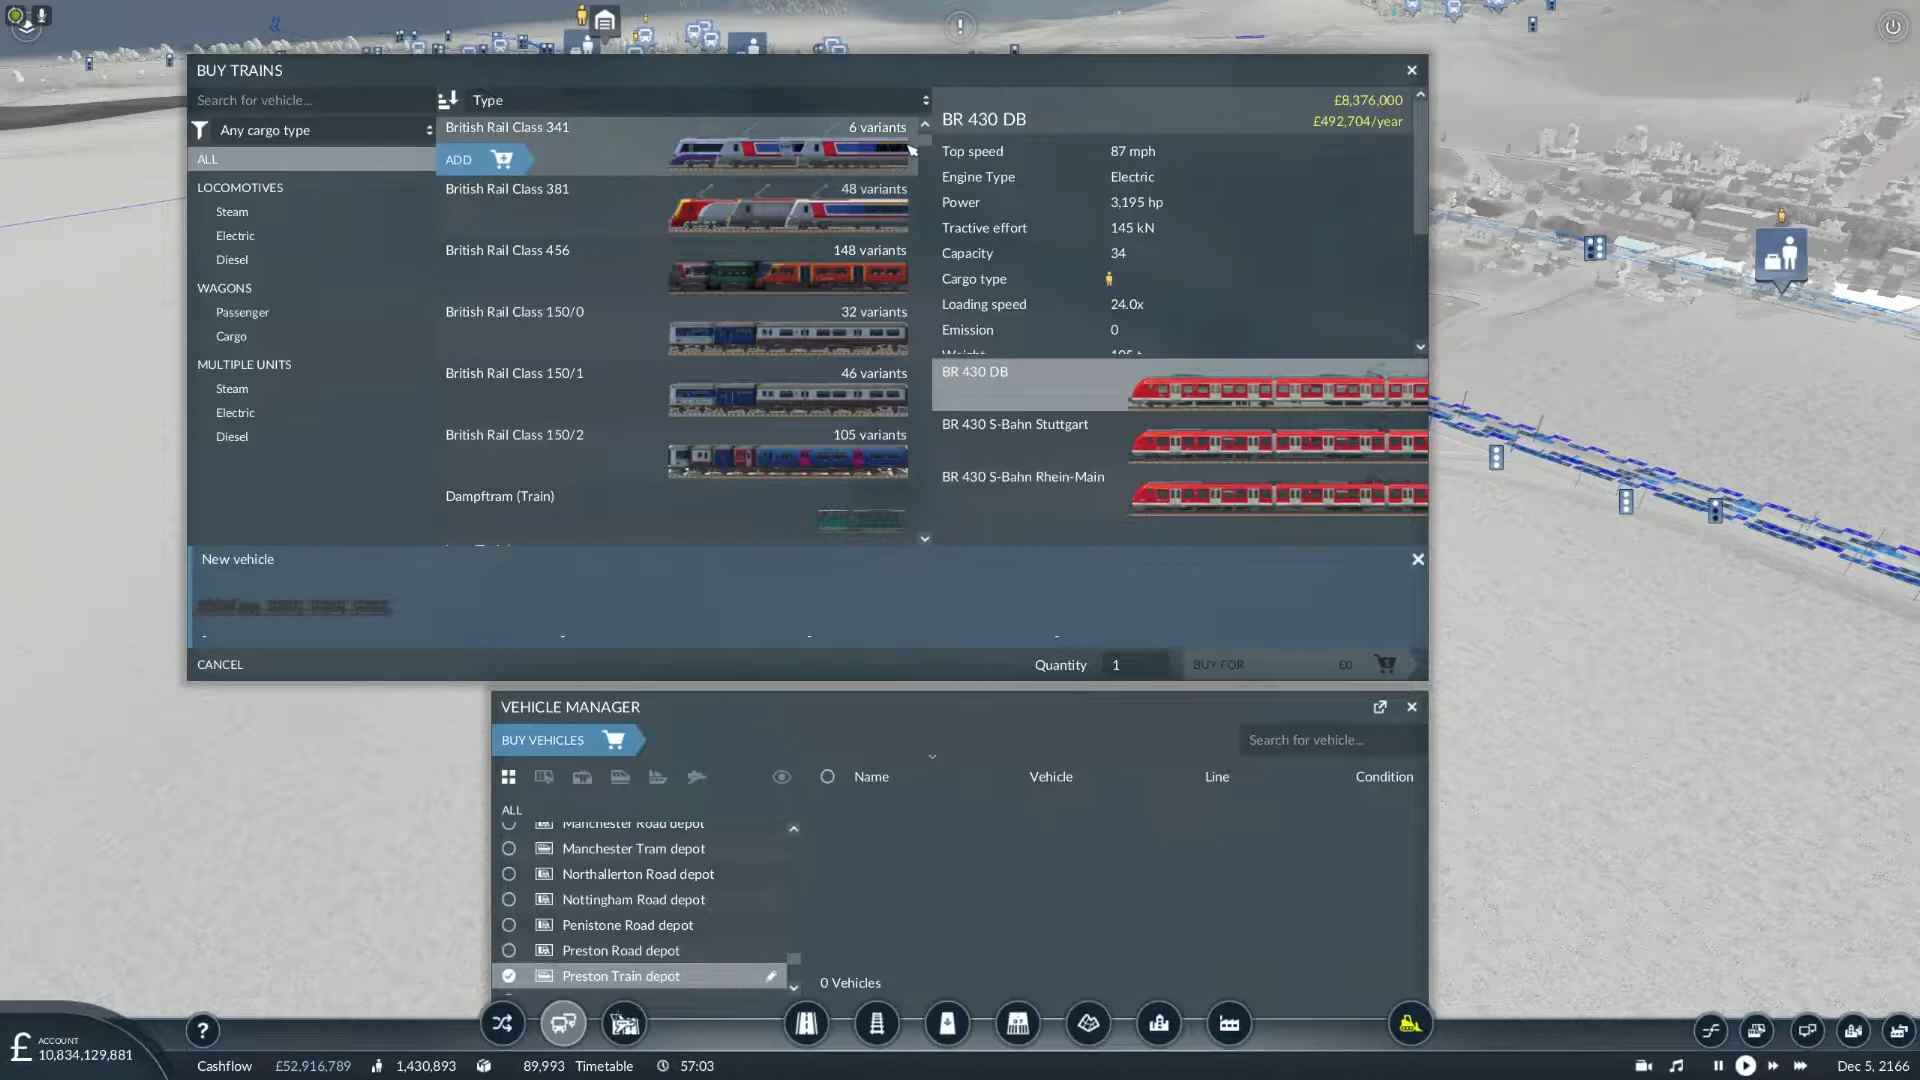 BUY TRAINS
Search for vehicle...
Type
Any cargo type
ALL
LOCOMOTIVES
Steam
Electric
Diesel
WAGONS
Passenger
Cargo
MULTIPLE UNITS
Steam
Electric
Diesel
British Rail Class 341 6 variants
ADD
British Rail Class 381 48 variants
British Rail Class 456 148 variants
British Rail Class 150/0 32 variants
British Rail Class 150/1 46 variants
British Rail Class 150/2 105 variants
Dampftram (Train)
£8,376,000
BR 430 DB £492,704/year
Top speed 87 mph
Engine Type Electric
Power 3,195 hp
Tractive effort 145 kN
Capacity 34
Cargo type
Loading speed 24.0x
Emission 0
Weight 105 t
BR 430 DB
BR 430 S-Bahn Stuttgart
BR 430 S-Bahn Rhein-Main
New vehicle
- - - -
CANCEL Quantity 1 BUY FOR £0
VEHICLE MANAGER
BUY VEHICLES Search for vehicle...
Name Vehicle Line Condition
ALL
Manchester Road depot
Manchester Tram depot
Northallerton Road depot
Nottingham Road depot
Penistone Road depot
Preston Road depot
Preston Train depot 0 Vehicles
£ ACCOUNT
10,834,129,881
?
Cashflow £52,916,789 1,430,893 89,993 Timetable 57:03 Dec 5, 2166